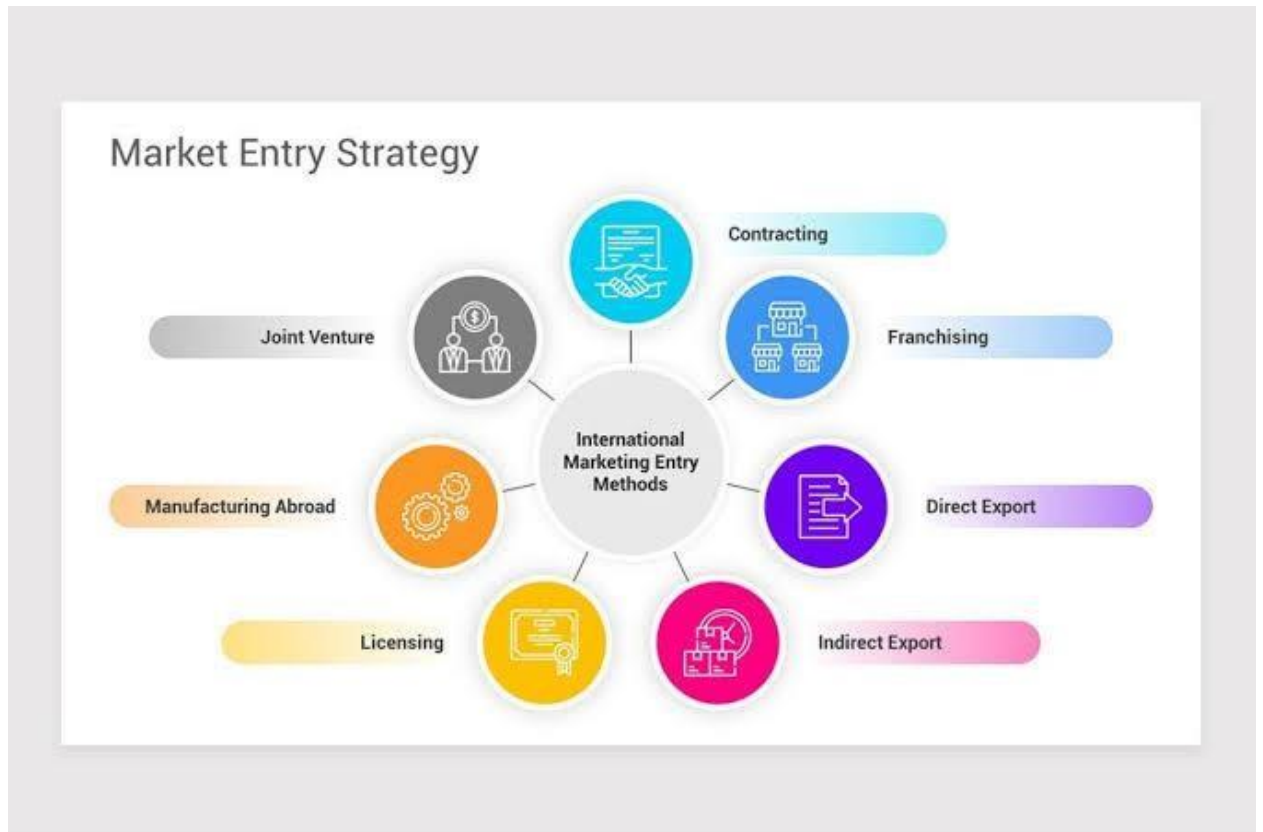 Market Entry Strategy
Contracting
Joint Venture
Franchising
International
Marketing Entry
Methods
Manufacturing Abroad
Direct Export
Licensing
Indirect Export